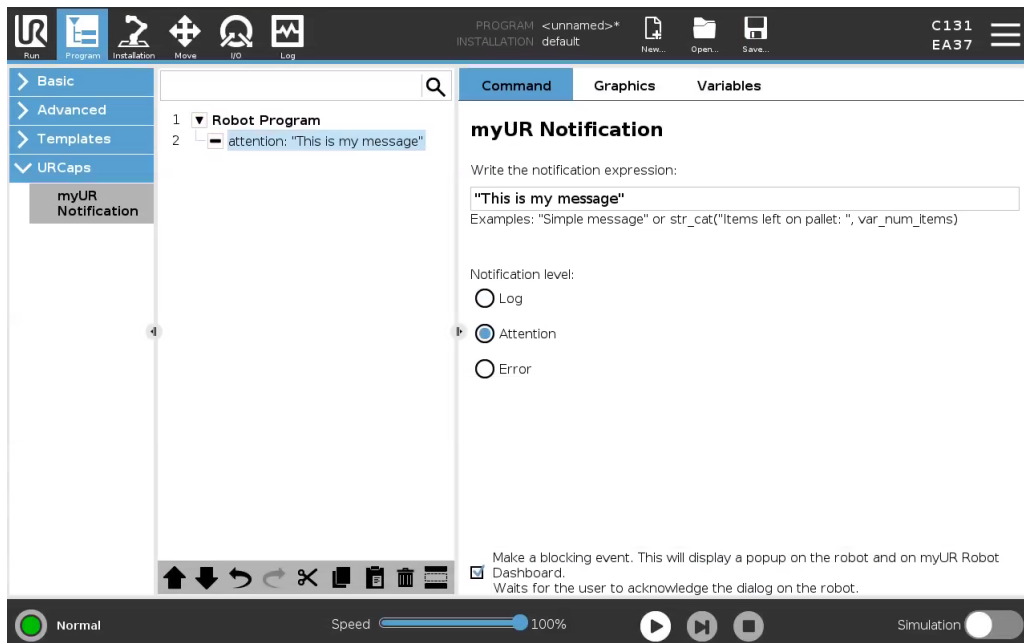 UR
PROGRAM <unnamed>*
INSTALLATION default
Run Program Installation Move I/O Log New... Open... Save...
C131
EA37
Basic
Advanced
Templates
URCaps
myUR
Notification
1 Robot Program
2 attention: "This is my message"
Command Graphics Variables
myUR Notification
Write the notification expression:
"This is my message"
Examples: "Simple message" or str_cat("Items left on pallet: ", var_num_items)
Notification level:
Log
Attention
Error
Make a blocking event. This will display a popup on the robot and on myUR Robot
Dashboard.
Waits for the user to acknowledge the dialog on the robot.
Normal
Speed 100%
Simulation